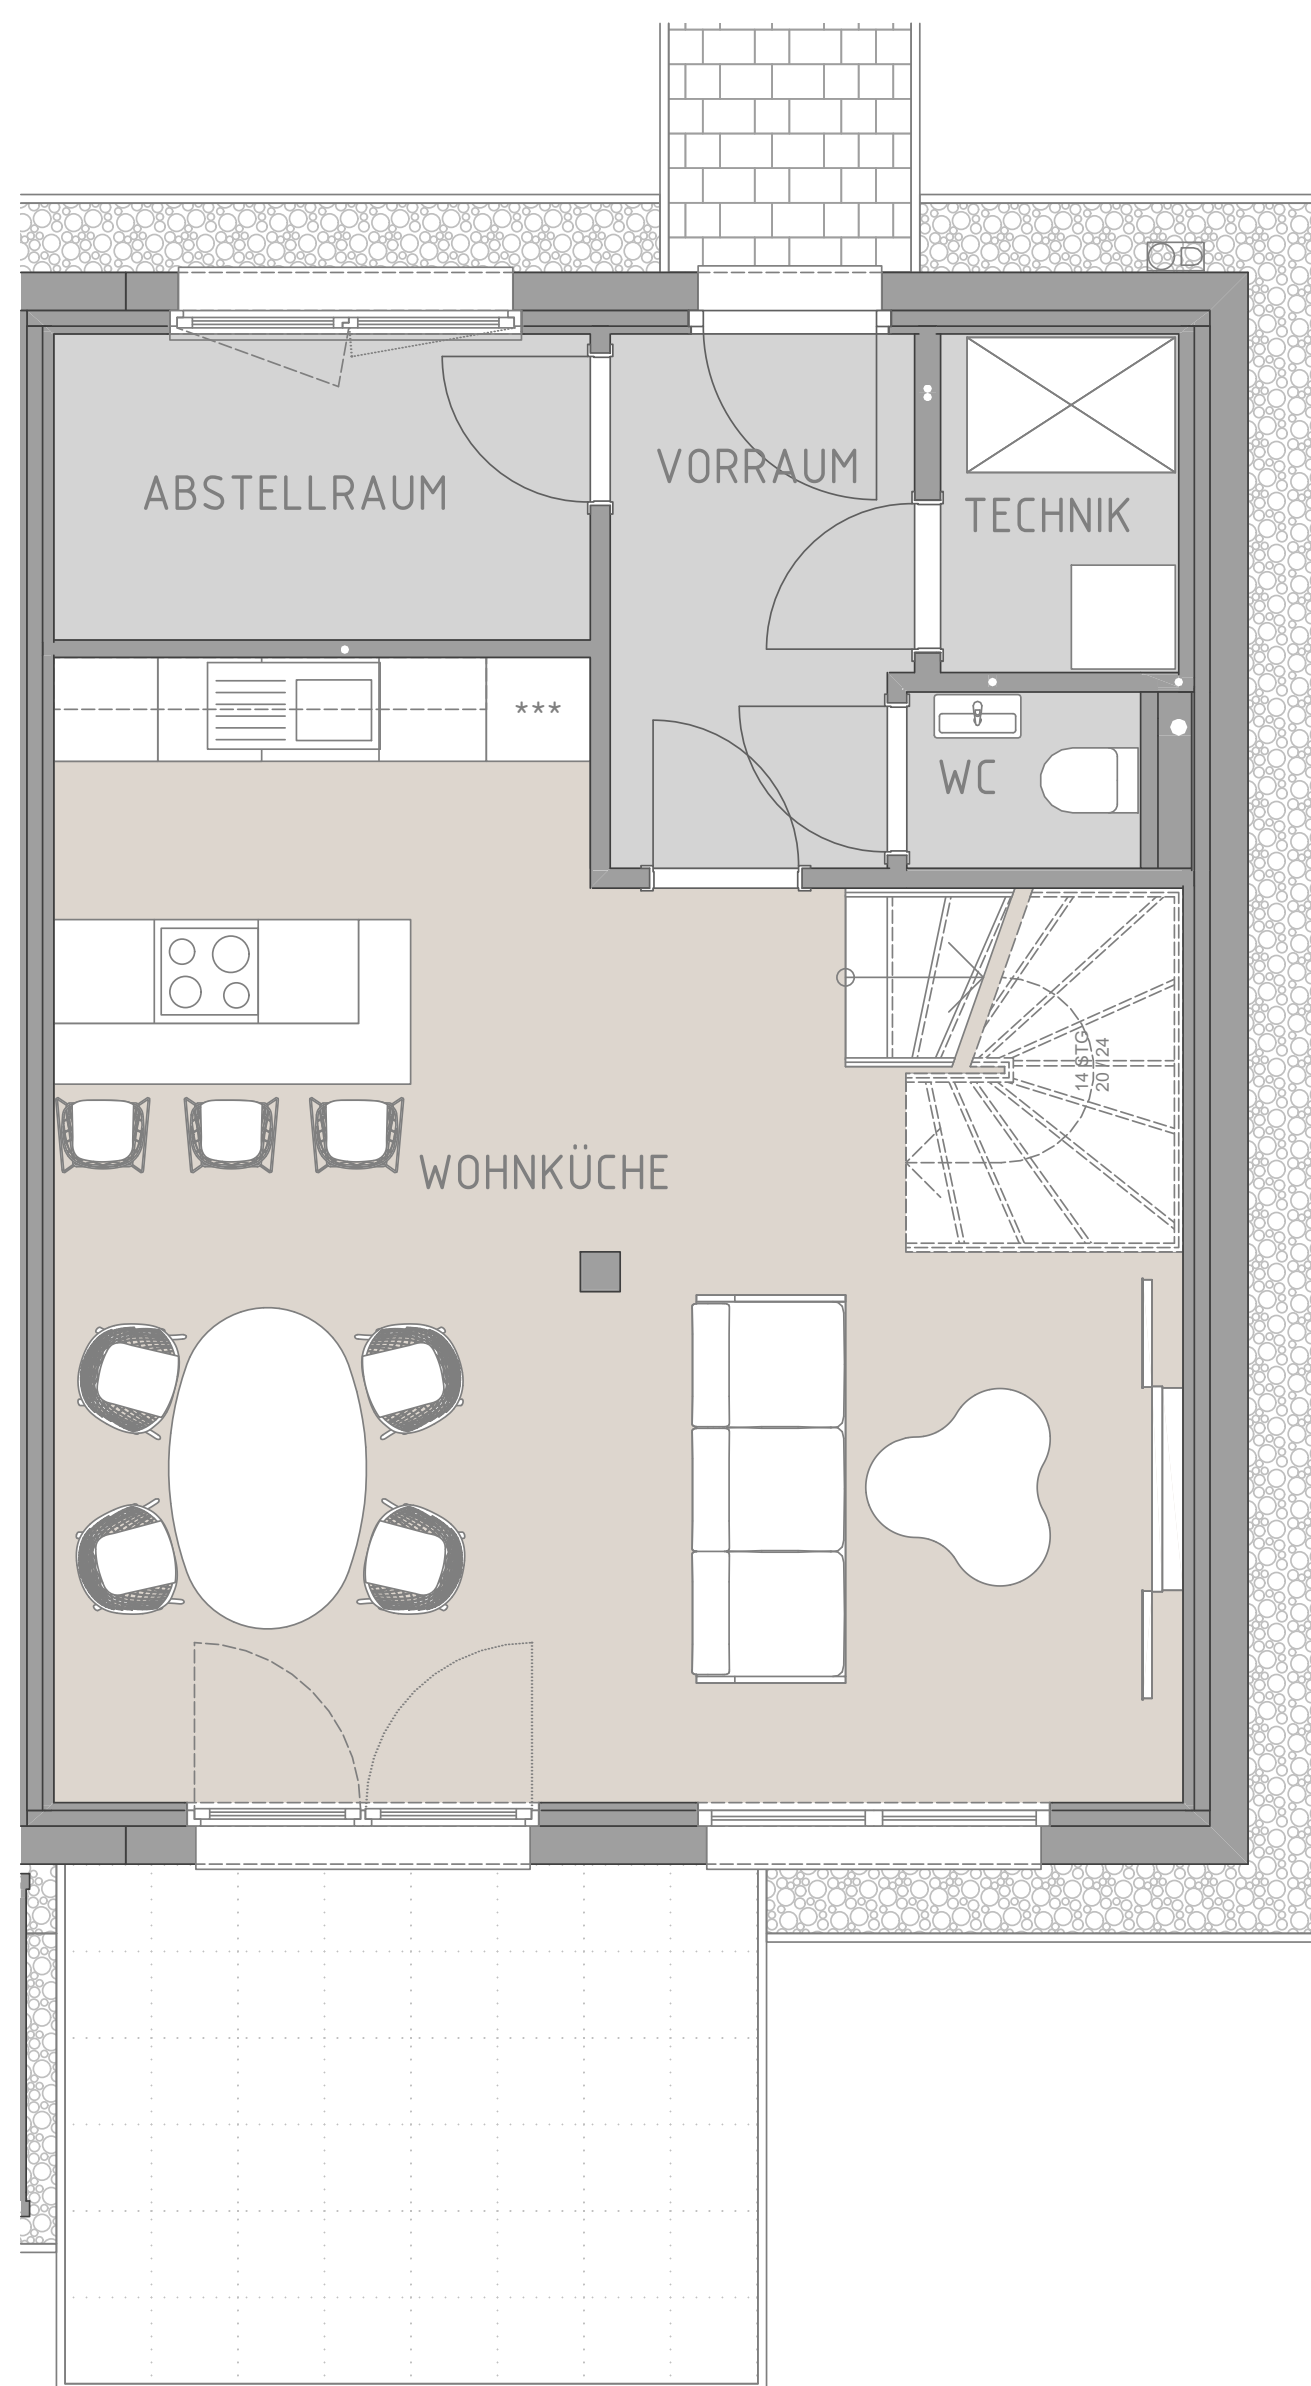 VORRAUM
ABSTELLRAUM
TECHNIK
***
WC
14 STG
20 / 24
WOHNKÜCHE